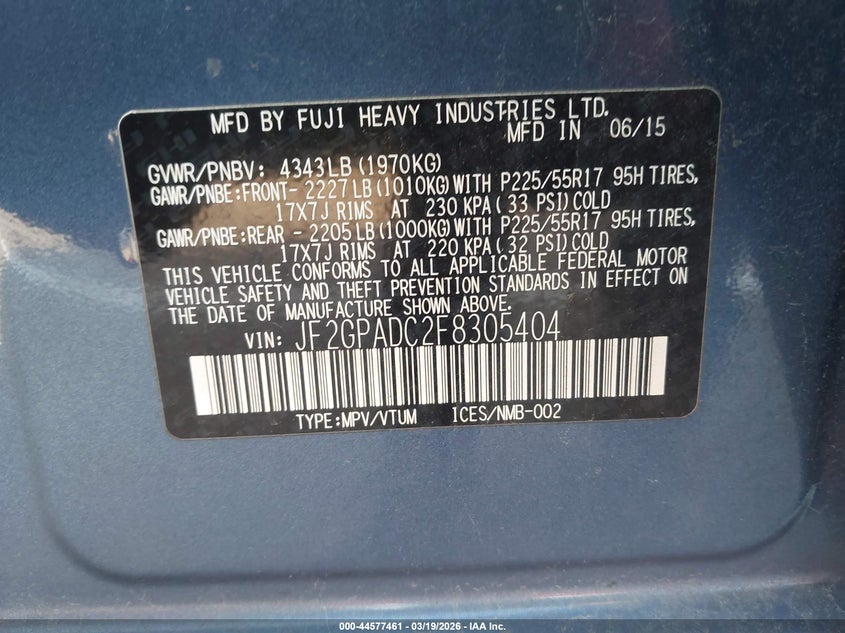 MFD BY FUJI HEAVY INDUSTRIES LTD.
MFD IN 06/15
GVWR/PNBV: 4343LB(1970KG)
GAWR/PNBE:FRONT- 2227LB(1010KG)WITH P225/55R17 95H TIRES,
17X7J RIMS AT 230 KPA(33 PSI)COLD
GAWR/PNBE:REAR - 2205LB(1000KG)WITH P225/55R17 95H TIRES,
17X7J RIMS AT 220 KPA(32 PSI)COLD
THIS VEHICLE CONFORMS TO ALL APPLICABLE FEDERAL MOTOR
VEHICLE SAFETY AND THEFT PREVENTION STANDARDS IN EFFECT ON
THE DATE OF MANUFACTURE SHOWN ABOVE.
VIN: JF2GPADC2F8305404
TYPE:MPV/VTUM ICES/NMB-002
000-44577461 - 03/19/2026 - IAA Inc.